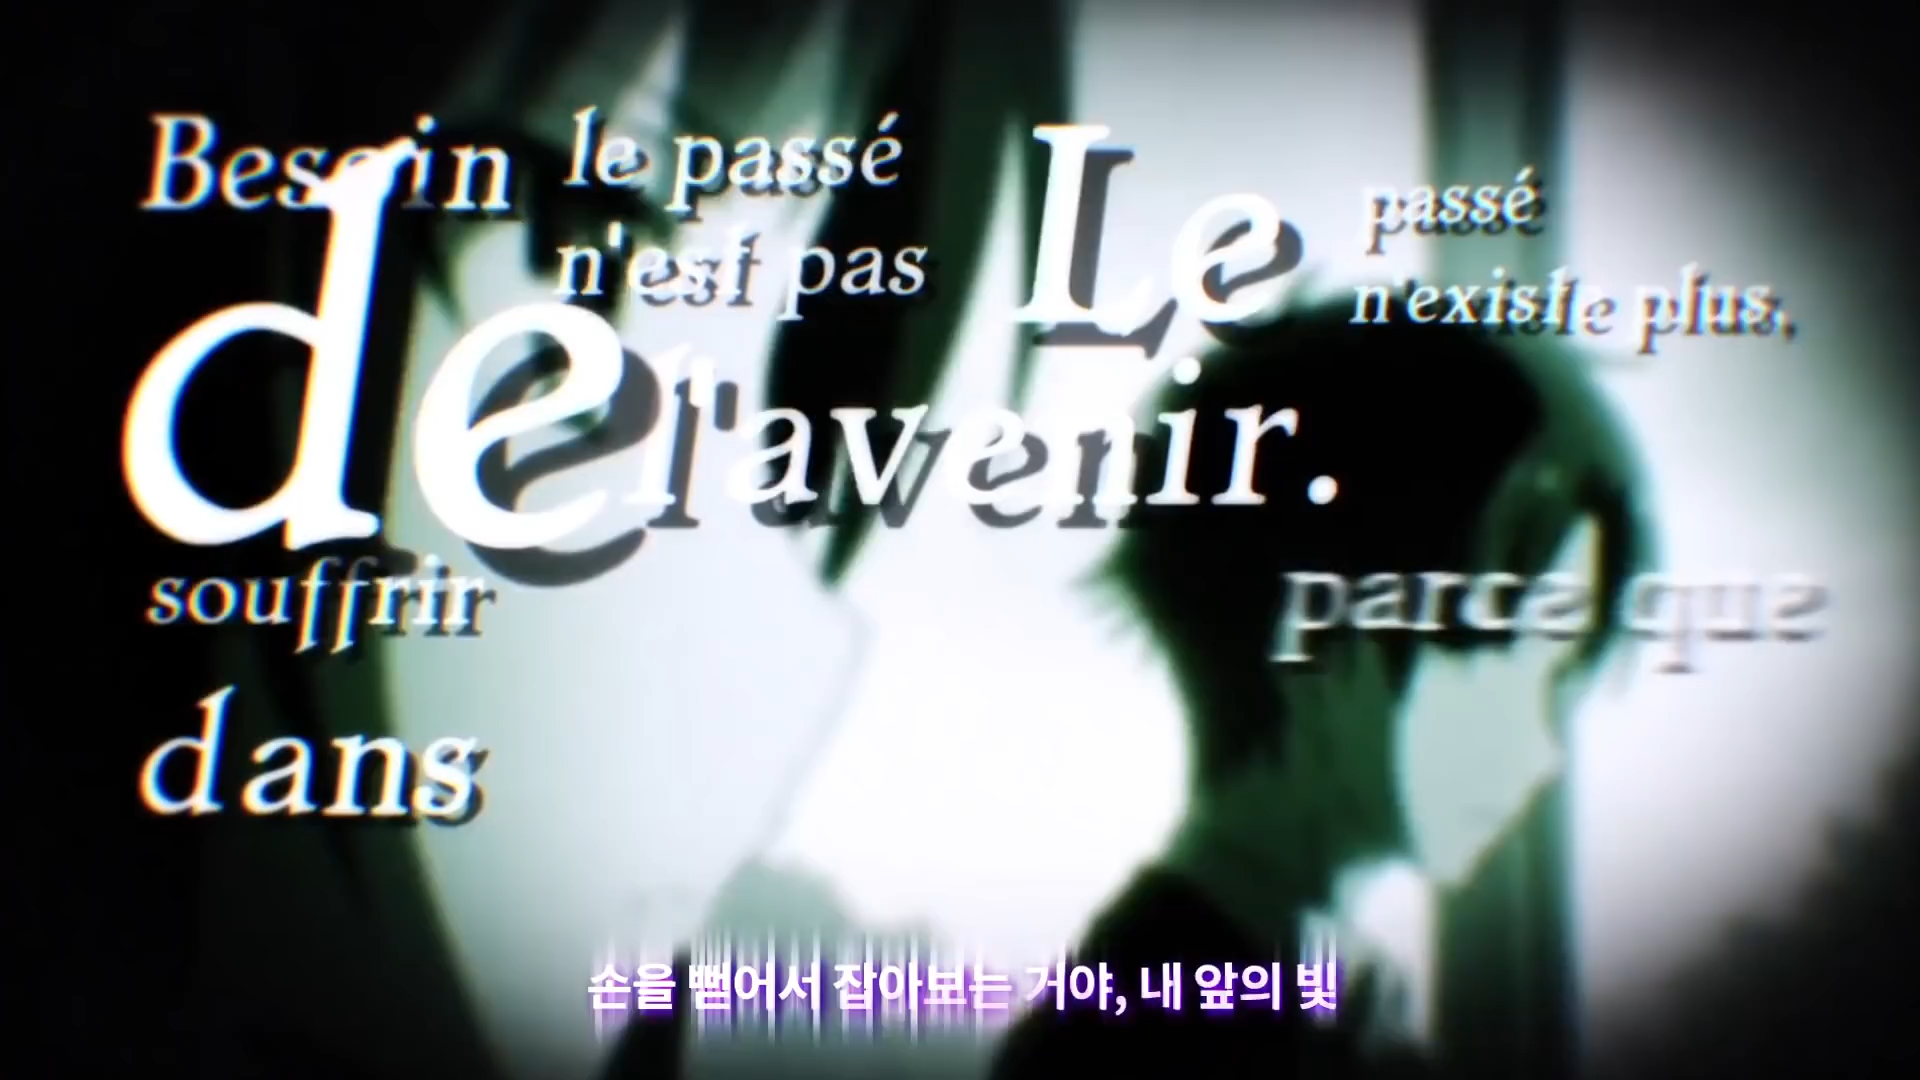 Besoin
de
souffrir
dans
le passé
n'est pas
l'avenir.
Le
passé
n'existe plus,
parce que
손을 뻗어서 잡아보는 거야, 내 앞의 빛